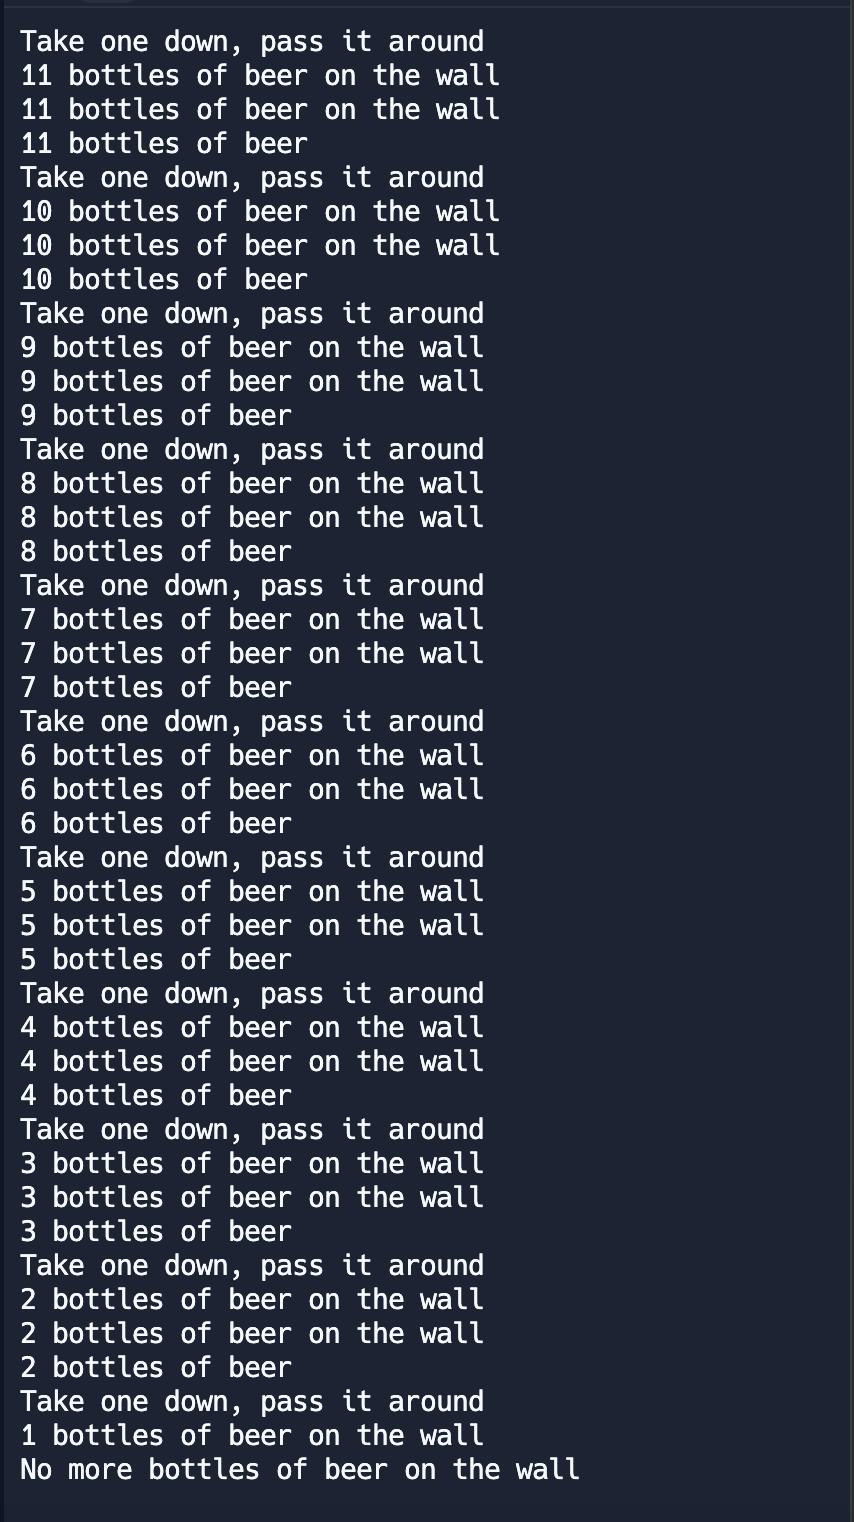 Take one down, pass it around
11 bottles of beer on the wall
11 bottles of beer on the wall
11 bottles of beer
Take one down, pass it around
10 bottles of beer on the wall
10 bottles of beer on the wall
10 bottles of beer
Take one down, pass it around
9 bottles of beer on the wall
9 bottles of beer on the wall
9 bottles of beer
Take one down, pass it around
8 bottles of beer on the wall
8 bottles of beer on the wall
8 bottles of beer
Take one down, pass it around
7 bottles of beer on the wall
7 bottles of beer on the wall
7 bottles of beer
Take one down, pass it around
6 bottles of beer on the wall
6 bottles of beer on the wall
6 bottles of beer
Take one down, pass it around
5 bottles of beer on the wall
5 bottles of beer on the wall
5 bottles of beer
Take one down, pass it around
4 bottles of beer on the wall
4 bottles of beer on the wall
4 bottles of beer
Take one down, pass it around
3 bottles of beer on the wall
3 bottles of beer on the wall
3 bottles of beer
Take one down, pass it around
2 bottles of beer on the wall
2 bottles of beer on the wall
2 bottles of beer
Take one down, pass it around
1 bottles of beer on the wall
No more bottles of beer on the wall